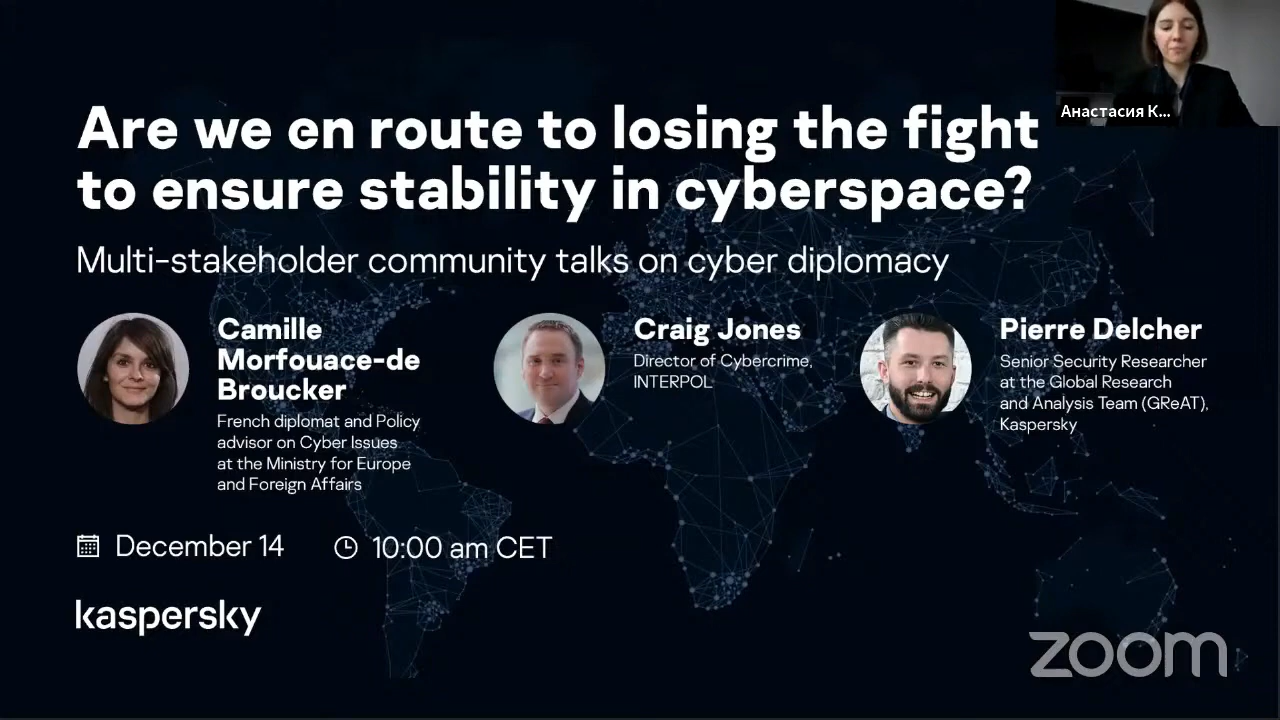 Анастасия К...
Are we en route to losing the fight
to ensure stability in cyberspace?
Multi-stakeholder community talks on cyber diplomacy
Camille
Morfouace-de
Broucker
French diplomat and Policy
advisor on Cyber Issues
at the Ministry for Europe
and Foreign Affairs
Craig Jones
Director of Cybercrime,
INTERPOL
Pierre Delcher
Senior Security Researcher
at the Global Research
and Analysis Team (GReAT),
Kaspersky
December 14
10:00 am CET
kaspersky
zoom